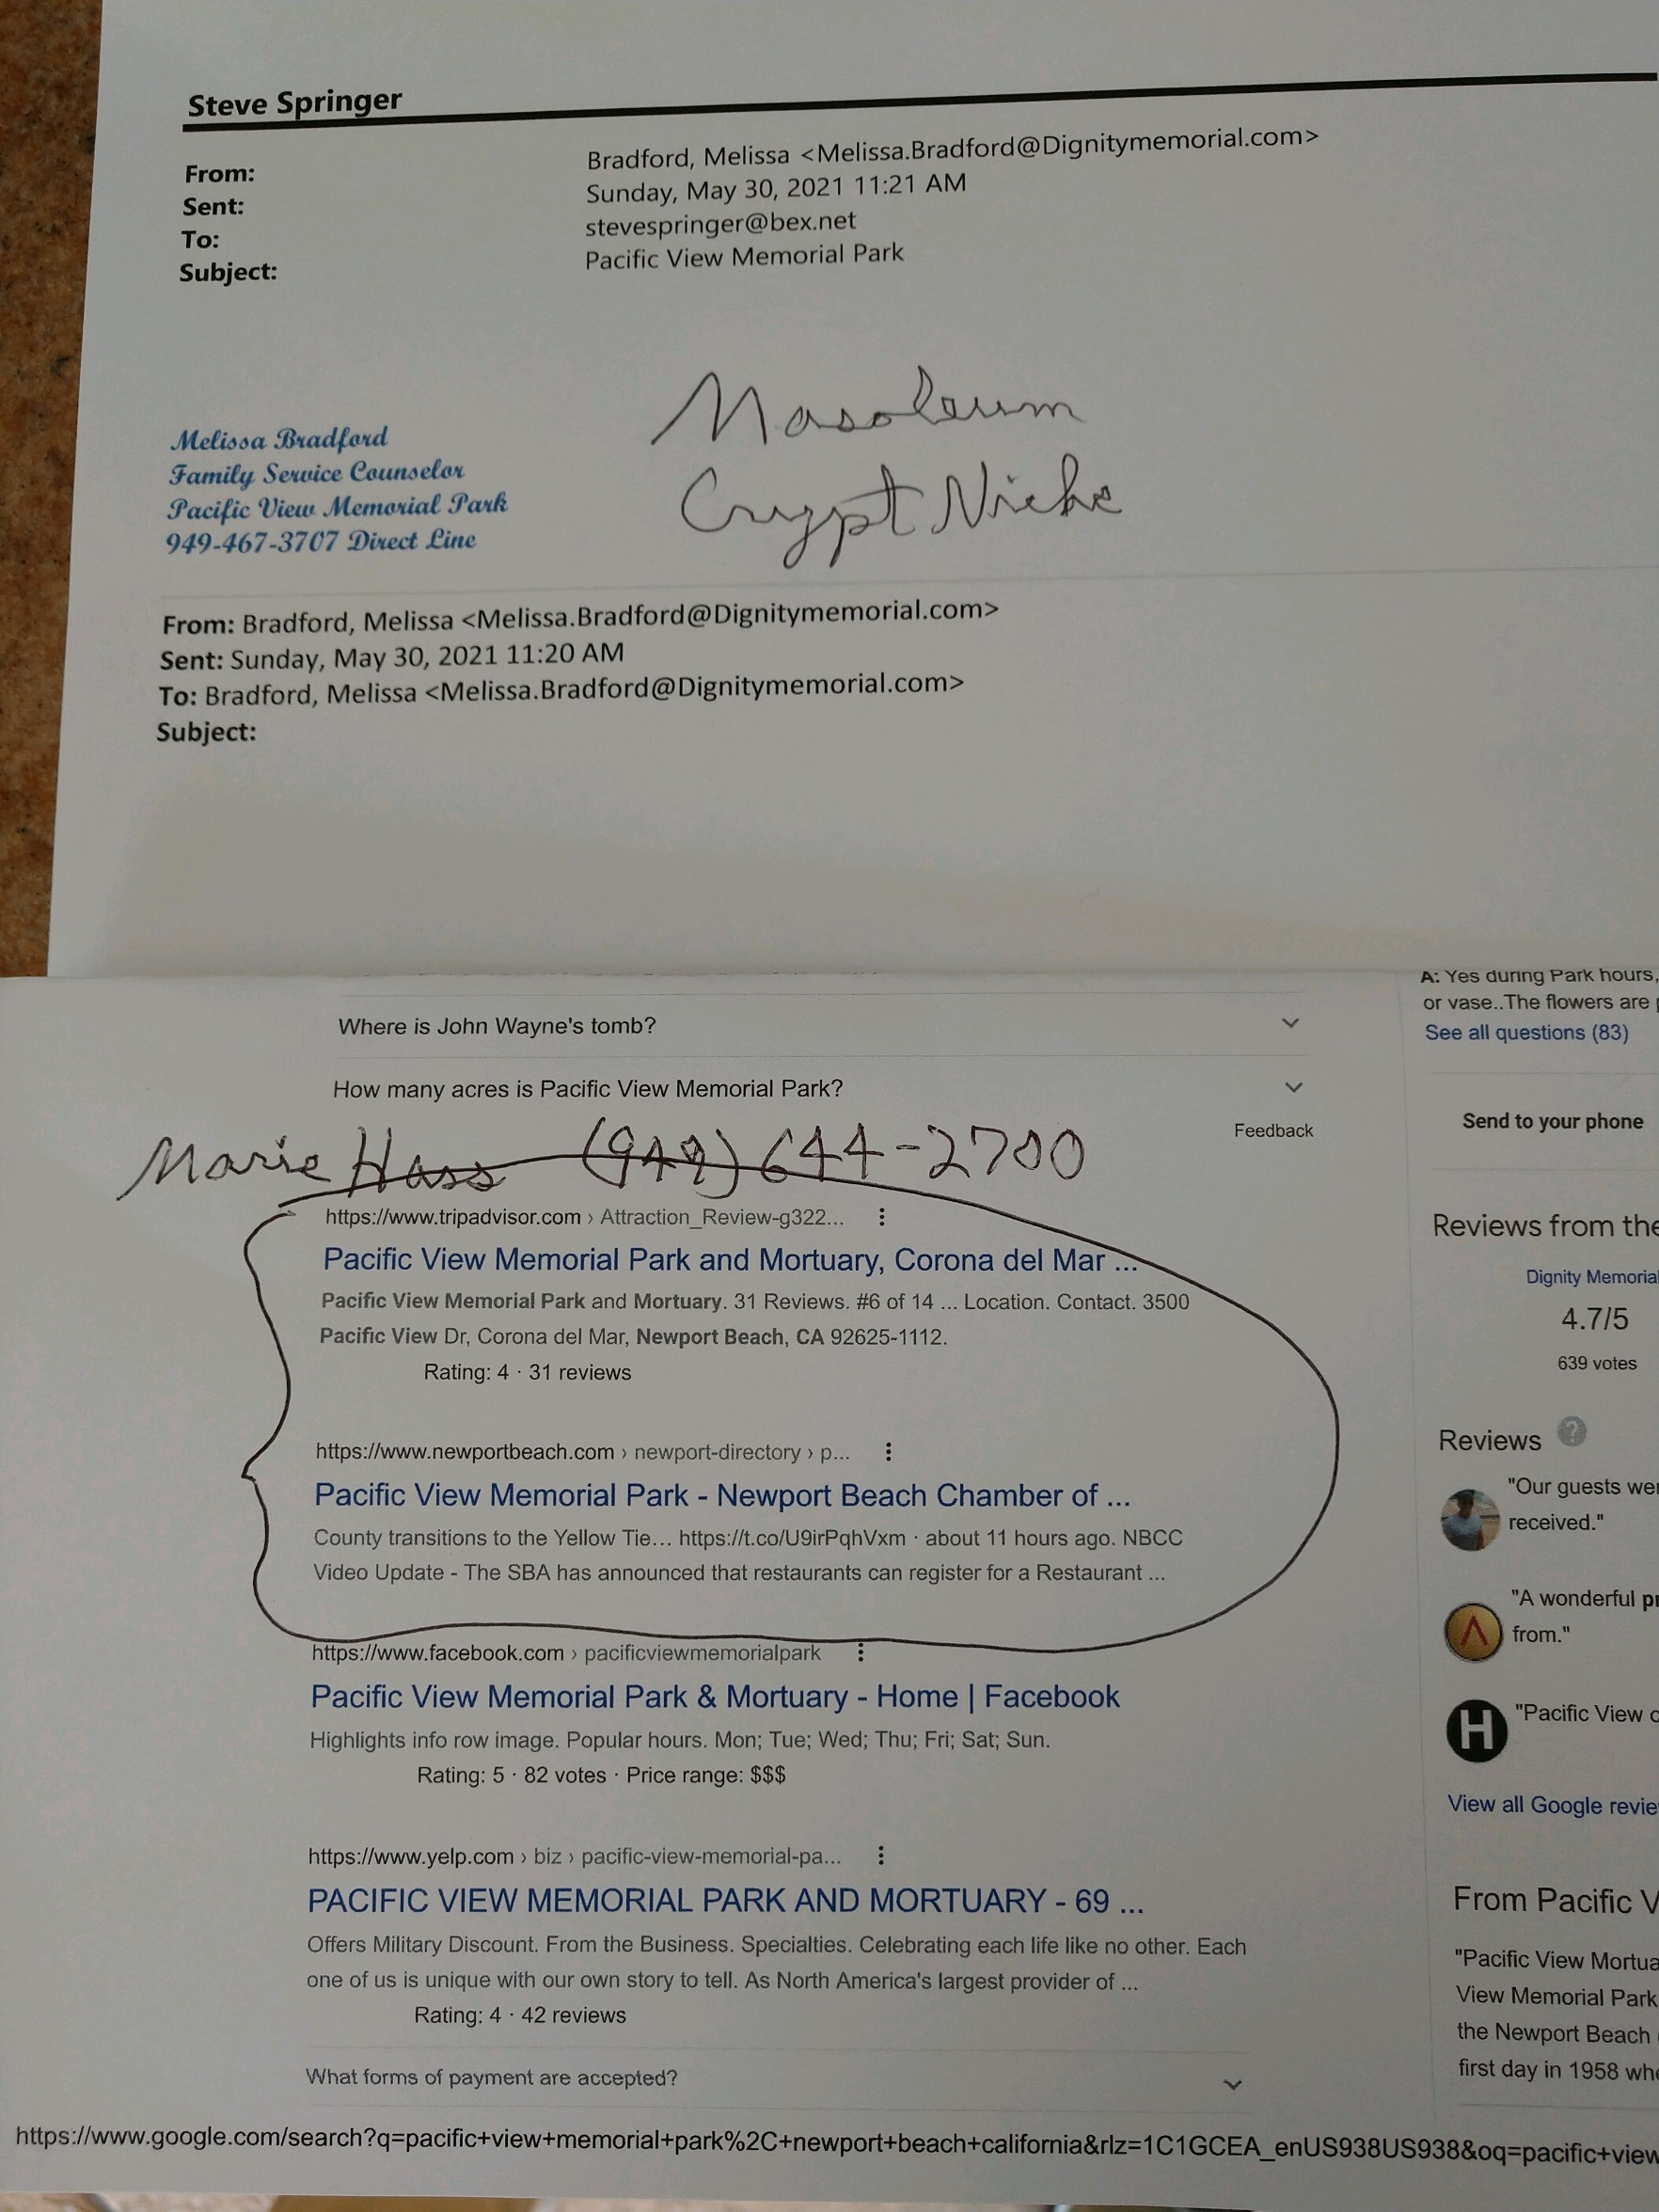 Steve Springer
From: Bradford, Melissa <Melissa.Bradford@Dignitymemorial.com>
Sent: Sunday, May 30, 2021 11:21 AM
To: stevespringer@bex.net
Subject: Pacific View Memorial Park
Masoleum
Crypt Niche
Melissa Bradford
Family Service Counselor
Pacific View Memorial Park
949-467-3707 Direct Line
From: Bradford, Melissa <Melissa.Bradford@Dignitymemorial.com>
Sent: Sunday, May 30, 2021 11:20 AM
To: Bradford, Melissa <Melissa.Bradford@Dignitymemorial.com>
Subject:
Where is John Wayne's tomb?
How many acres is Pacific View Memorial Park?
Feedback
Marie Hass (949) 644-2700
https://www.tripadvisor.com › Attraction_Review-g322...
Pacific View Memorial Park and Mortuary, Corona del Mar ...
Pacific View Memorial Park and Mortuary. 31 Reviews. #6 of 14 ... Location. Contact. 3500
Pacific View Dr, Corona del Mar, Newport Beach, CA 92625-1112.
Rating: 4 · 31 reviews
https://www.newportbeach.com › newport-directory › p...
Pacific View Memorial Park - Newport Beach Chamber of ...
County transitions to the Yellow Tie... https://t.co/U9irPqhVxm · about 11 hours ago. NBCC
Video Update - The SBA has announced that restaurants can register for a Restaurant ...
https://www.facebook.com › pacificviewmemorialpark
Pacific View Memorial Park & Mortuary - Home | Facebook
Highlights info row image. Popular hours. Mon; Tue; Wed; Thu; Fri; Sat; Sun.
Rating: 5 · 82 votes · Price range: $$$
https://www.yelp.com › biz › pacific-view-memorial-pa...
PACIFIC VIEW MEMORIAL PARK AND MORTUARY - 69 ...
Offers Military Discount. From the Business. Specialties. Celebrating each life like no other. Each
one of us is unique with our own story to tell. As North America's largest provider of ...
Rating: 4 · 42 reviews
What forms of payment are accepted?
A: Yes during Park hours,
or vase..The flowers are
See all questions (83)
Send to your phone
Reviews from the
Dignity Memorial
4.7/5
639 votes
Reviews ?
"Our guests wer
received."
"A wonderful pr
from."
H
"Pacific View
View all Google revie
From Pacific V
"Pacific View Mortua
View Memorial Park
the Newport Beach
first day in 1958 whe
https://www.google.com/search?q=pacific+view+memorial+park%2C+newport+beach+california&rlz=1C1GCEA_enUS938US938&oq=pacific+view